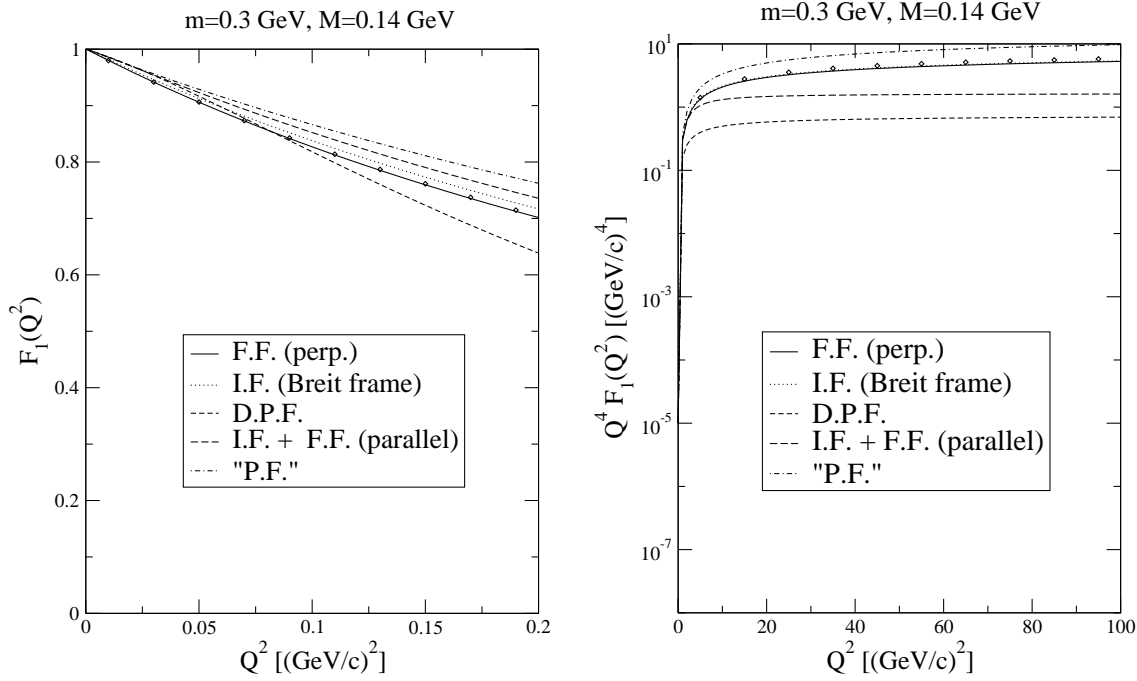 m=0.3 GeV, M=0.14 GeV
1
0.8
0.6
0.4
0.2
0
F₁(Q²)
F.F. (perp.)
I.F. (Breit frame)
D.P.F.
I.F. + F.F. (parallel)
"P.F."
0 0.05 0.1 0.15 0.2
Q² [(GeV/c)²]
m=0.3 GeV, M=0.14 GeV
10¹
10⁻¹
10⁻³
10⁻⁵
10⁻⁷
Q⁴ F₁(Q²) [(GeV/c)⁴]
F.F. (perp.)
I.F. (Breit frame)
D.P.F.
I.F. + F.F. (parallel)
"P.F."
0 20 40 60 80 100
Q² [(GeV/c)²]